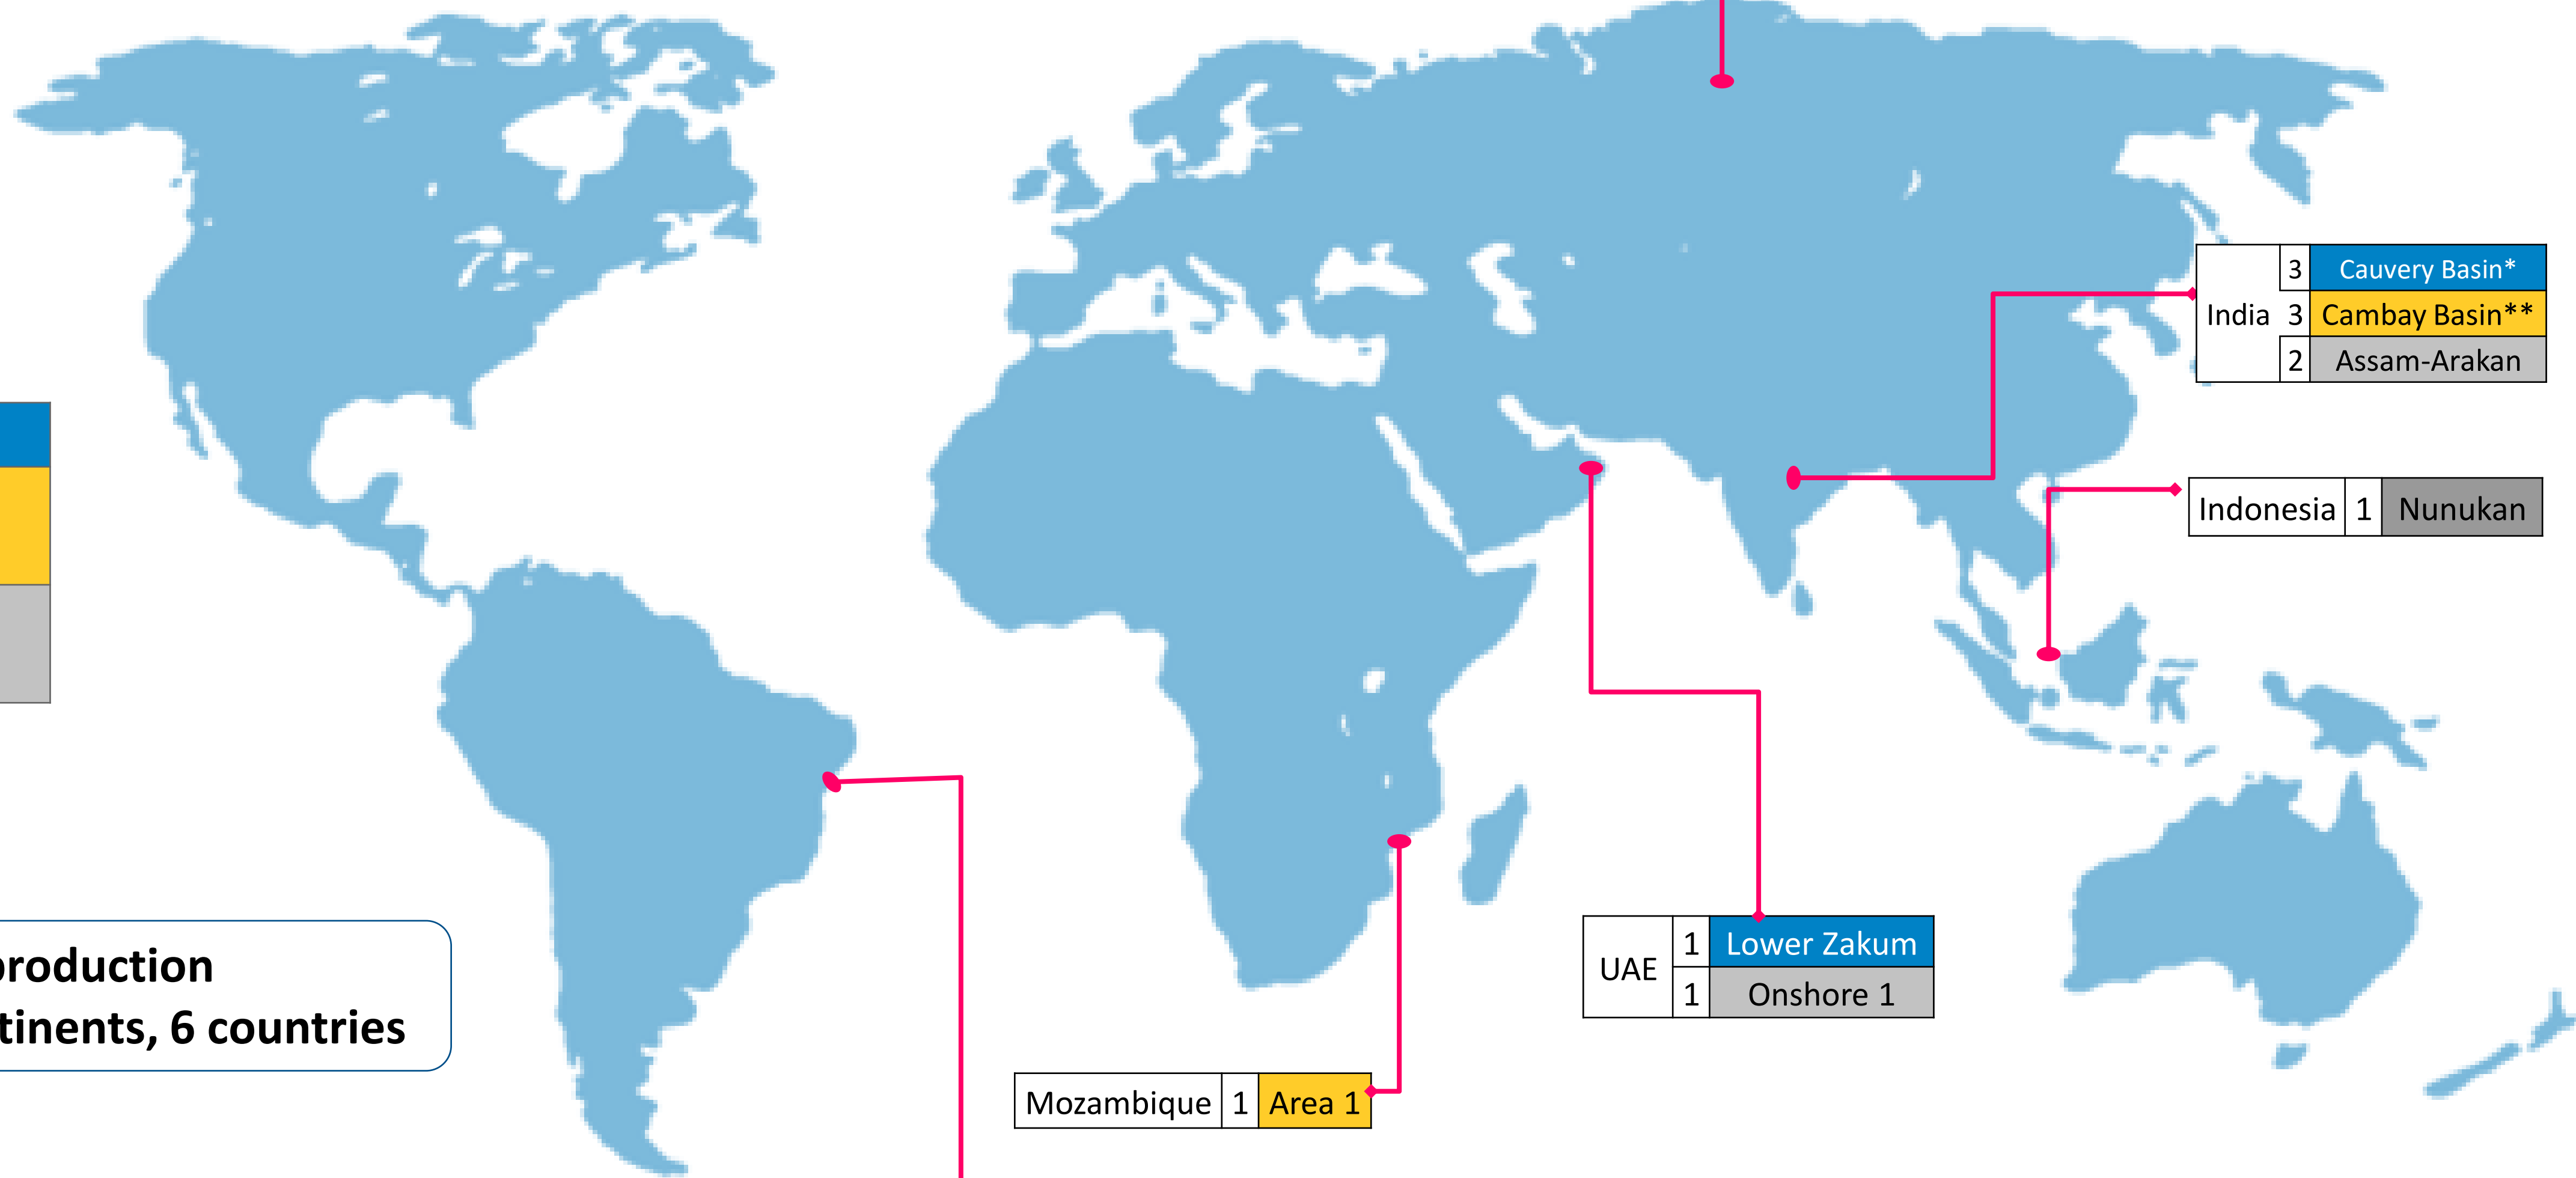 3 Cauvery Basin*
India 3 Cambay Basin**
2 Assam-Arakan
Indonesia 1 Nunukan
1 Lower Zakum
UAE
1 Onshore 1
production
tinents, 6 countries
Mozambique 1 Area 1